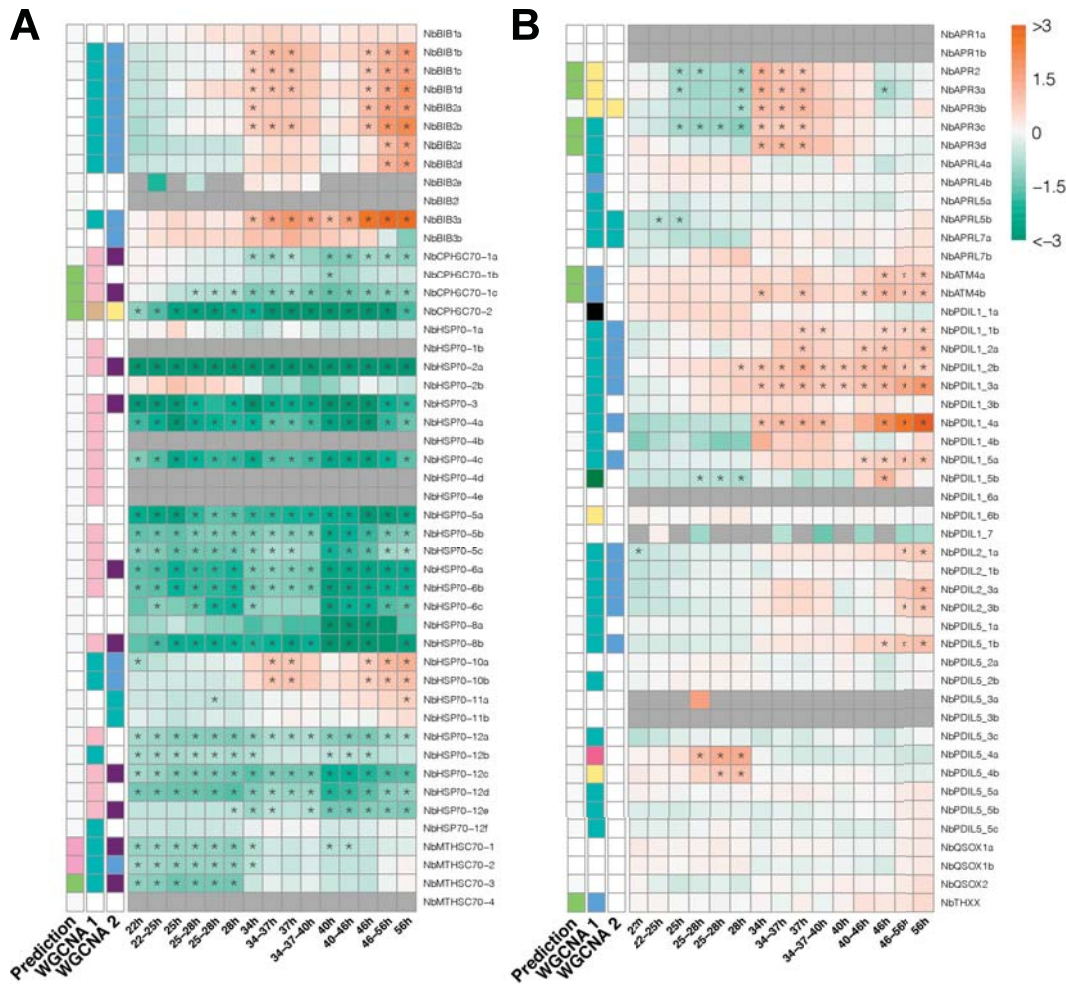 A
B
NbBIB1a
NbBIB1b
NbBIB1c
NbBIB1d
NbBIB2a
NbBIB2b
NbBIB2c
NbBIB2d
NbBIB2e
NbBIB2f
NbBIB3a
NbBIB3b
NbCPHSC70-1a
NbCPHSC70-1b
NbCPHSC70-1c
NbCPHSC70-2
NbHSP70-1a
NbHSP70-1b
NbHSP70-2a
NbHSP70-2b
NbHSP70-3
NbHSP70-4a
NbHSP70-4b
NbHSP70-4c
NbHSP70-4d
NbHSP70-4e
NbHSP70-5a
NbHSP70-5b
NbHSP70-5c
NbHSP70-6a
NbHSP70-6b
NbHSP70-6c
NbHSP70-8a
NbHSP70-8b
NbHSP70-10a
NbHSP70-10b
NbHSP70-11a
NbHSP70-11b
NbHSP70-12a
NbHSP70-12b
NbHSP70-12c
NbHSP70-12d
NbHSP70-12e
NbHSP70-12f
NbMTHSC70-1
NbMTHSC70-2
NbMTHSC70-3
NbMTHSC70-4
Prediction
WGCNA 1
WGCNA 2
22h
22-25h
25h
25-28h
25-28h
28h
34h
34-37h
37h
34-37-40h
40h
40-46h
46h
46-56h
56h
NbAPR1a
NbAPR1b
NbAPR2
NbAPR3a
NbAPR3b
NbAPR3c
NbAPR3d
NbAPRL4a
NbAPRL4b
NbAPRL5a
NbAPRL5b
NbAPRL7a
NbAPRL7b
NbATM4a
NbATM4b
NbPDIL1_1a
NbPDIL1_1b
NbPDIL1_2a
NbPDIL1_2b
NbPDIL1_3a
NbPDIL1_3b
NbPDIL1_4a
NbPDIL1_4b
NbPDIL1_5a
NbPDIL1_5b
NbPDIL1_6a
NbPDIL1_6b
NbPDIL1_7
NbPDIL2_1a
NbPDIL2_1b
NbPDIL2_3a
NbPDIL2_3b
NbPDIL5_1a
NbPDIL5_1b
NbPDIL5_2a
NbPDIL5_2b
NbPDIL5_3a
NbPDIL5_3b
NbPDIL5_3c
NbPDIL5_4a
NbPDIL5_4b
NbPDIL5_5a
NbPDIL5_5b
NbPDIL5_5c
NbQSOX1a
NbQSOX1b
NbQSOX2
NbTHXX
Prediction
WGCNA 1
WGCNA 2
22h
22-25h
25h
25-28h
25-28h
28h
34h
34-37h
37h
34-37-40h
40h
40-46h
46h
46-56h
56h
>3
1.5
0
-1.5
<-3